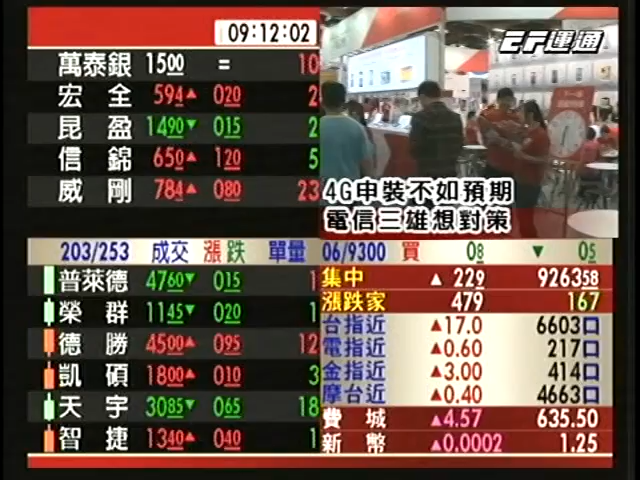 09:12:02
萬泰銀 1500 = 10
宏全 594▲ 020 2
昆盈 1490▼ 015 2
信錦 650▲ 120 5
威剛 784▲ 080 23
EF運通
4G申裝不如預期
電信三雄想對策
203/253 成交 漲跌 單量
普萊德 4760▼ 015 1
榮群 1145▼ 020 1
德勝 4500▲ 095 12
凱碩 1800▲ 010 3
天宇 3085▼ 065 18
智捷 1340▲ 040 1
06/9300 買 08 ▼ 05
集中 ▲229 926358
漲跌家 479 167
台指近 ▲17.0 6603口
電指近 ▲0.60 217口
金指近 ▲3.00 414口
摩台近 ▲0.40 4663口
費城 ▲4.57 635.50
新幣 ▲0.0002 1.25